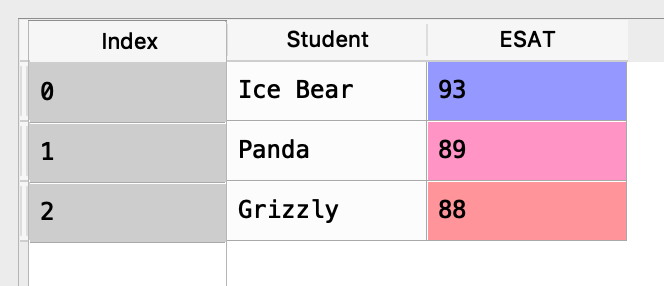 Index Student ESAT
0 Ice Bear 93
1 Panda 89
2 Grizzly 88